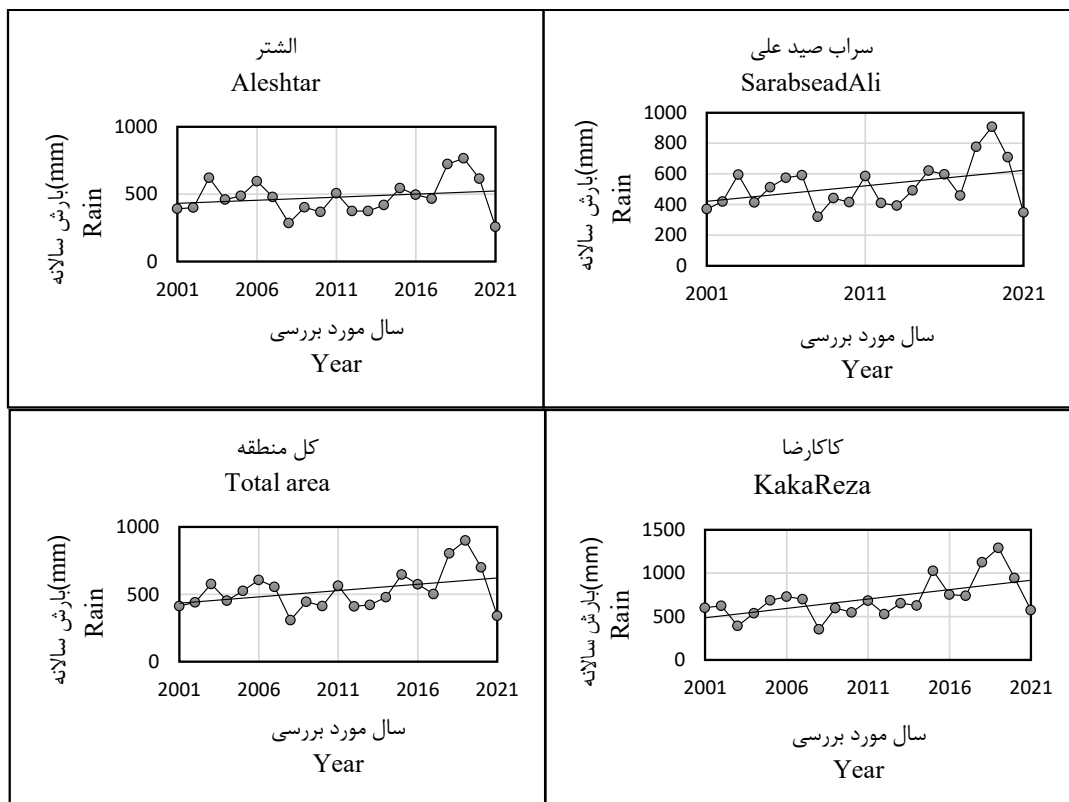 الشتر
Aleshtar
بارش سالانه(mm)
Rain
1000
500
0
2001 2006 2011 2016 2021
سال مورد بررسی
Year
سراب صید علی
SarabseadAli
بارش سالانه(mm)
Rain
1000
800
600
400
200
0
2001 2011 2021
سال مورد بررسی
Year
کل منطقه
Total area
بارش سالانه(mm)
Rain
1000
500
0
2001 2006 2011 2016 2021
سال مورد بررسی
Year
کاکارضا
KakaReza
بارش سالانه(mm)
Rain
1500
1000
500
0
2001 2006 2011 2016 2021
سال مورد بررسی
Year